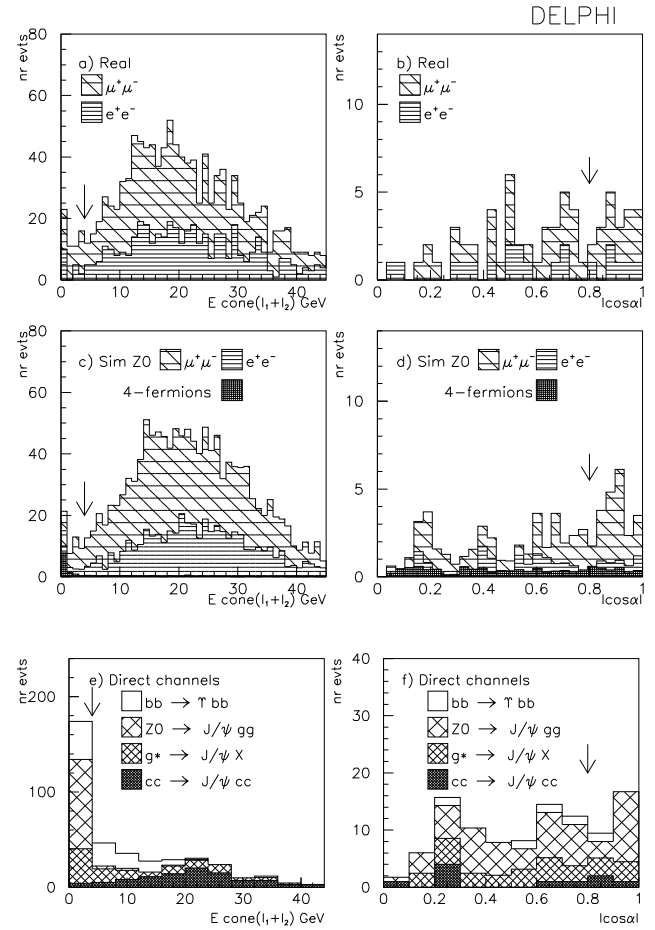 DELPHI
nr evts
80
60
40
20
0
a) Real
μ⁺μ⁻
e⁺e⁻
0 10 20 30 40
E cone(l₁+l₂) GeV
nr evts
10
5
0
b) Real
μ⁺μ⁻
e⁺e⁻
0 0.2 0.4 0.6 0.8 1
|cosα|
nr evts
80
60
40
20
0
c) Sim Z0 μ⁺μ⁻ e⁺e⁻
4-fermions
0 10 20 30 40
E cone(l₁+l₂) GeV
nr evts
10
5
0
d) Sim Z0 μ⁺μ⁻ e⁺e⁻
4-fermions
0 0.2 0.4 0.6 0.8 1
|cosα|
nr evts
200
100
0
e) Direct channels
bb → ϒ bb
Z0 → J/ψ gg
g* → J/ψ X
cc → J/ψ cc
0 10 20 30 40
E cone(l₁+l₂) GeV
nr evts
40
30
20
10
0
f) Direct channels
bb → ϒ bb
Z0 → J/ψ gg
g* → J/ψ X
cc → J/ψ cc
0 0.2 0.4 0.6 0.8 1
|cosα|